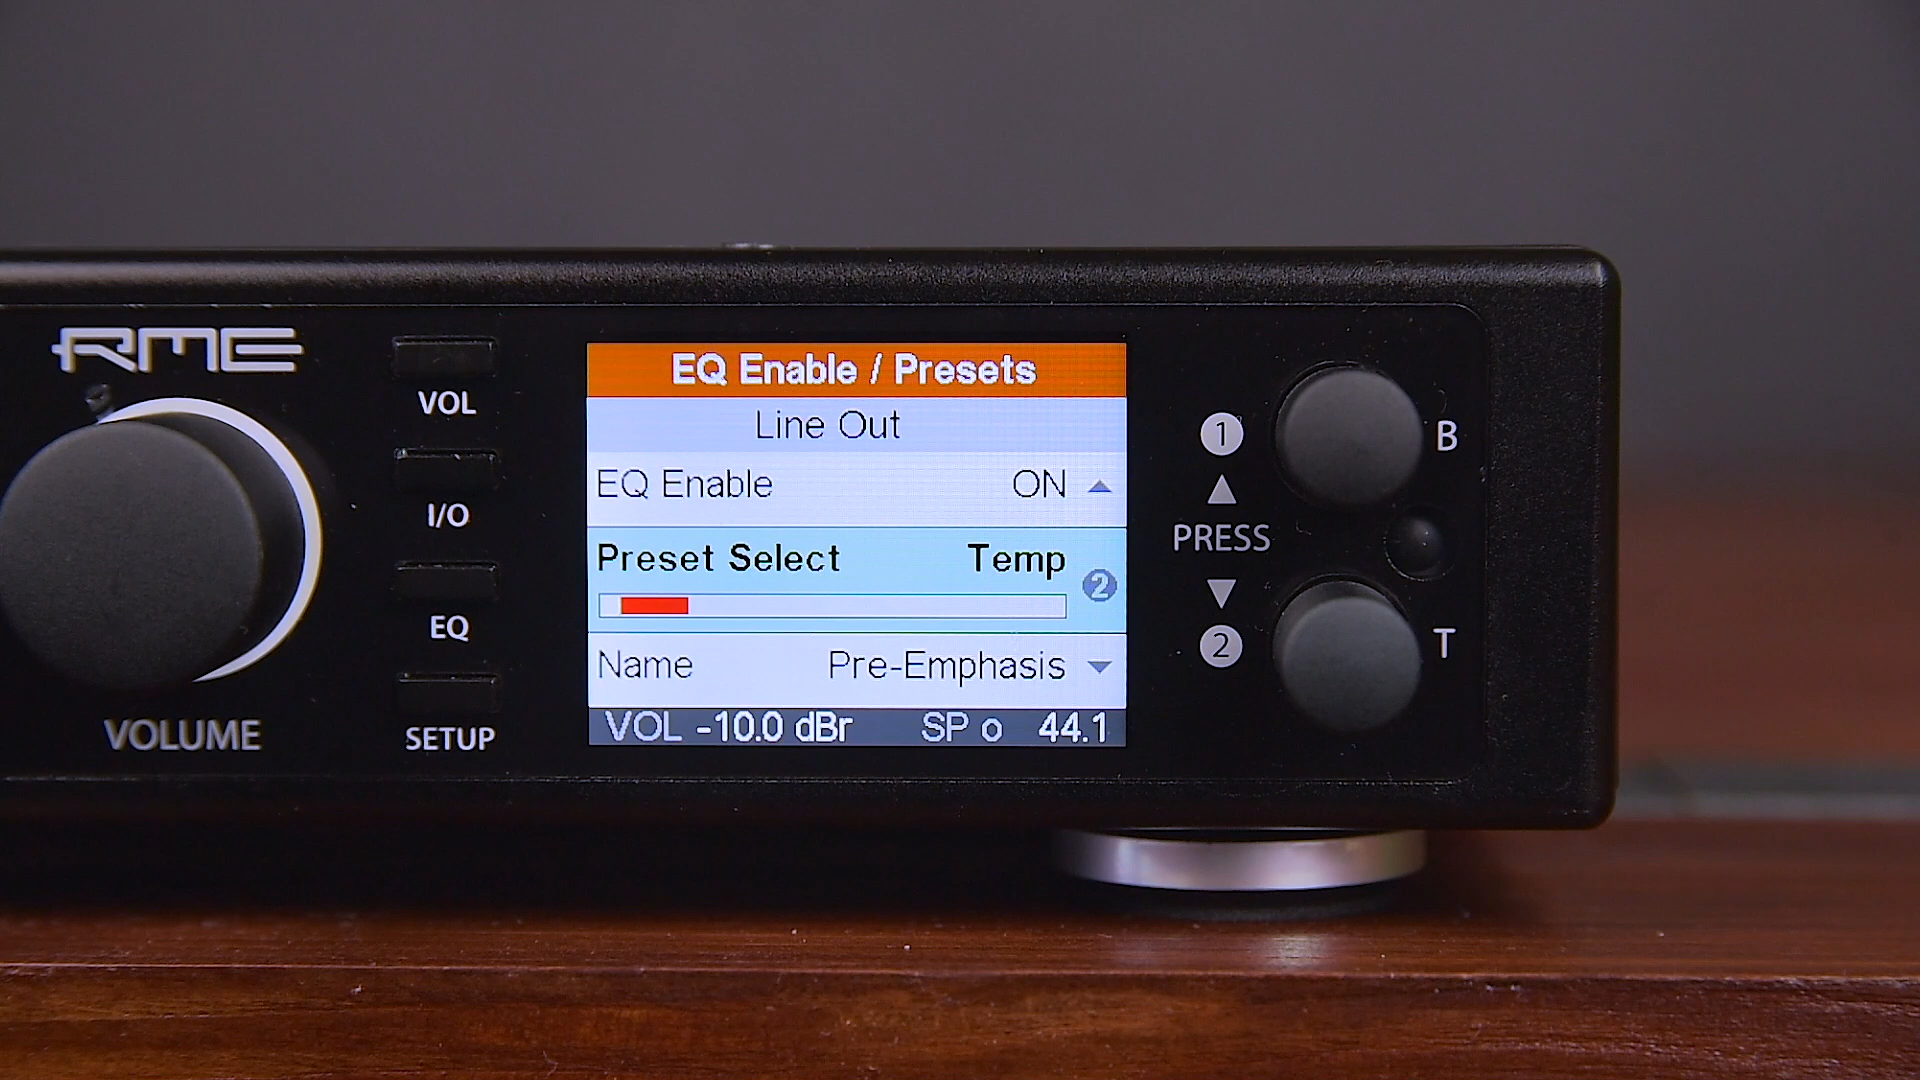 RME
VOLUME
VOL
I/O
EQ
SETUP
EQ Enable / Presets
Line Out
EQ Enable ON
Preset Select Temp
2
Name Pre-Emphasis
VOL -10.0 dBr SP o 44.1
1
PRESS
2
B
T